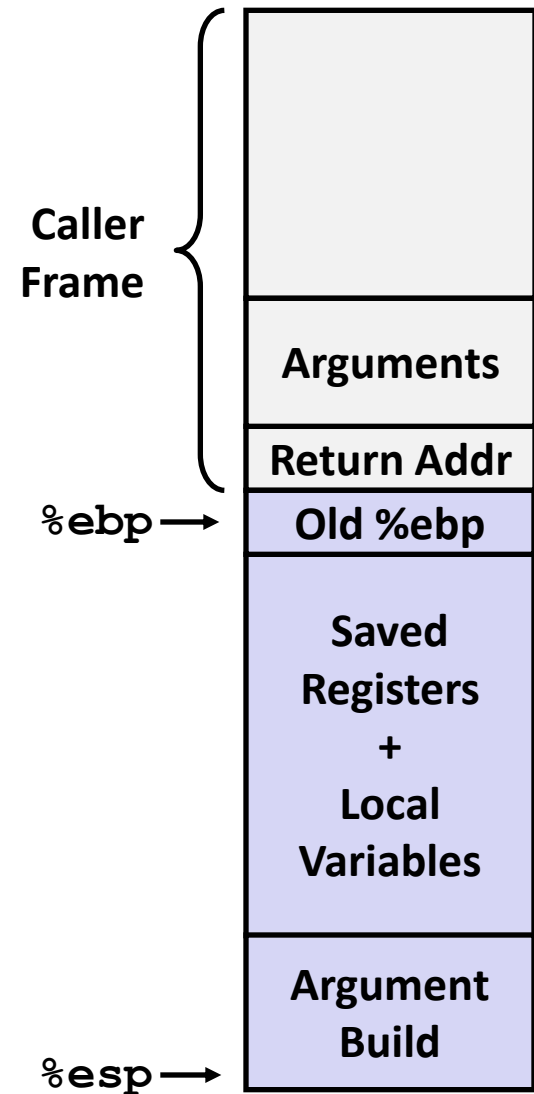 Caller
Frame
Arguments
Return Addr
%ebp
Old %ebp
Saved
Registers
+
Local
Variables
Argument
Build
%esp